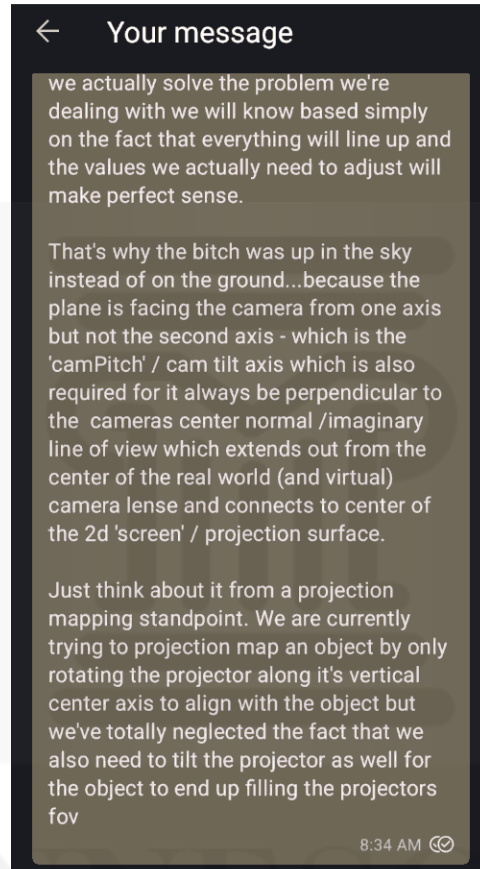 Your message
we actually solve the problem we're
dealing with we will know based simply
on the fact that everything will line up and
the values we actually need to adjust will
make perfect sense.
That's why the bitch was up in the sky
instead of on the ground...because the
plane is facing the camera from one axis
but not the second axis - which is the
'camPitch' / cam tilt axis which is also
required for it always be perpendicular to
the  cameras center normal /imaginary
line of view which extends out from the
center of the real world (and virtual)
camera lense and connects to center of
the 2d 'screen' / projection surface.
Just think about it from a projection
mapping standpoint. We are currently
trying to projection map an object by only
rotating the projector along it's vertical
center axis to align with the object but
we've totally neglected the fact that we
also need to tilt the projector as well for
the object to end up filling the projectors
fov
8:34 AM